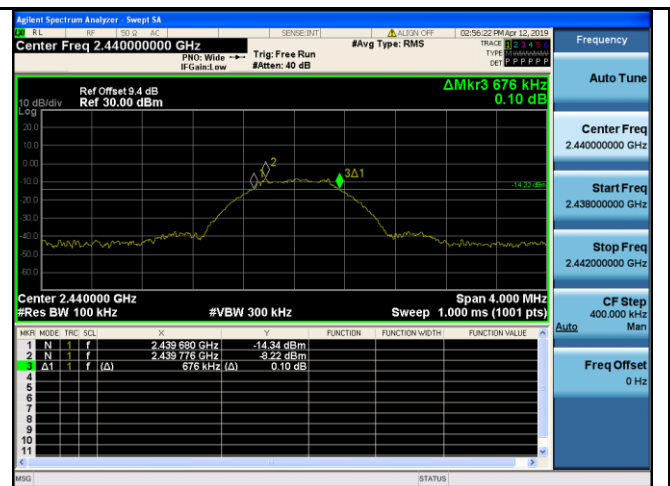 Agilent Spectrum Analyzer - Swept SA
RL RF 50 Ω AC SENSE:INT ALIGN OFF 02:56:22 PM Apr 12, 2019
Center Freq 2.440000000 GHz #Avg Type: RMS TRACE 1 2 3 4 5 6
PNO: Wide Trig: Free Run TYPE
IFGain:Low #Atten: 40 dB DET P P P P P P
ΔMkr3 676 kHz
0.10 dB
Ref Offset 9.4 dB
10 dB/div Ref 30.00 dBm
Log
20.0
10.0
0.00
-10.0
-20.0
-30.0
-40.0
-50.0
-60.0
1
2
3Δ1
-14.22 dBm
Center 2.440000 GHz Span 4.000 MHz
#Res BW 100 kHz #VBW 300 kHz Sweep 1.000 ms (1001 pts)
MKR MODE TRC SCL X Y FUNCTION FUNCTION WIDTH FUNCTION VALUE
1 N 1 f 2.439 680 GHz -14.34 dBm
2 N 1 f 2.439 776 GHz -8.22 dBm
3 Δ1 1 f (Δ) 676 kHz (Δ) 0.10 dB
4
5
6
7
8
9
10
11
MSG STATUS
Frequency
Auto Tune
Center Freq
2.440000000 GHz
Start Freq
2.438000000 GHz
Stop Freq
2.442000000 GHz
CF Step
400.000 kHz
Auto Man
Freq Offset
0 Hz